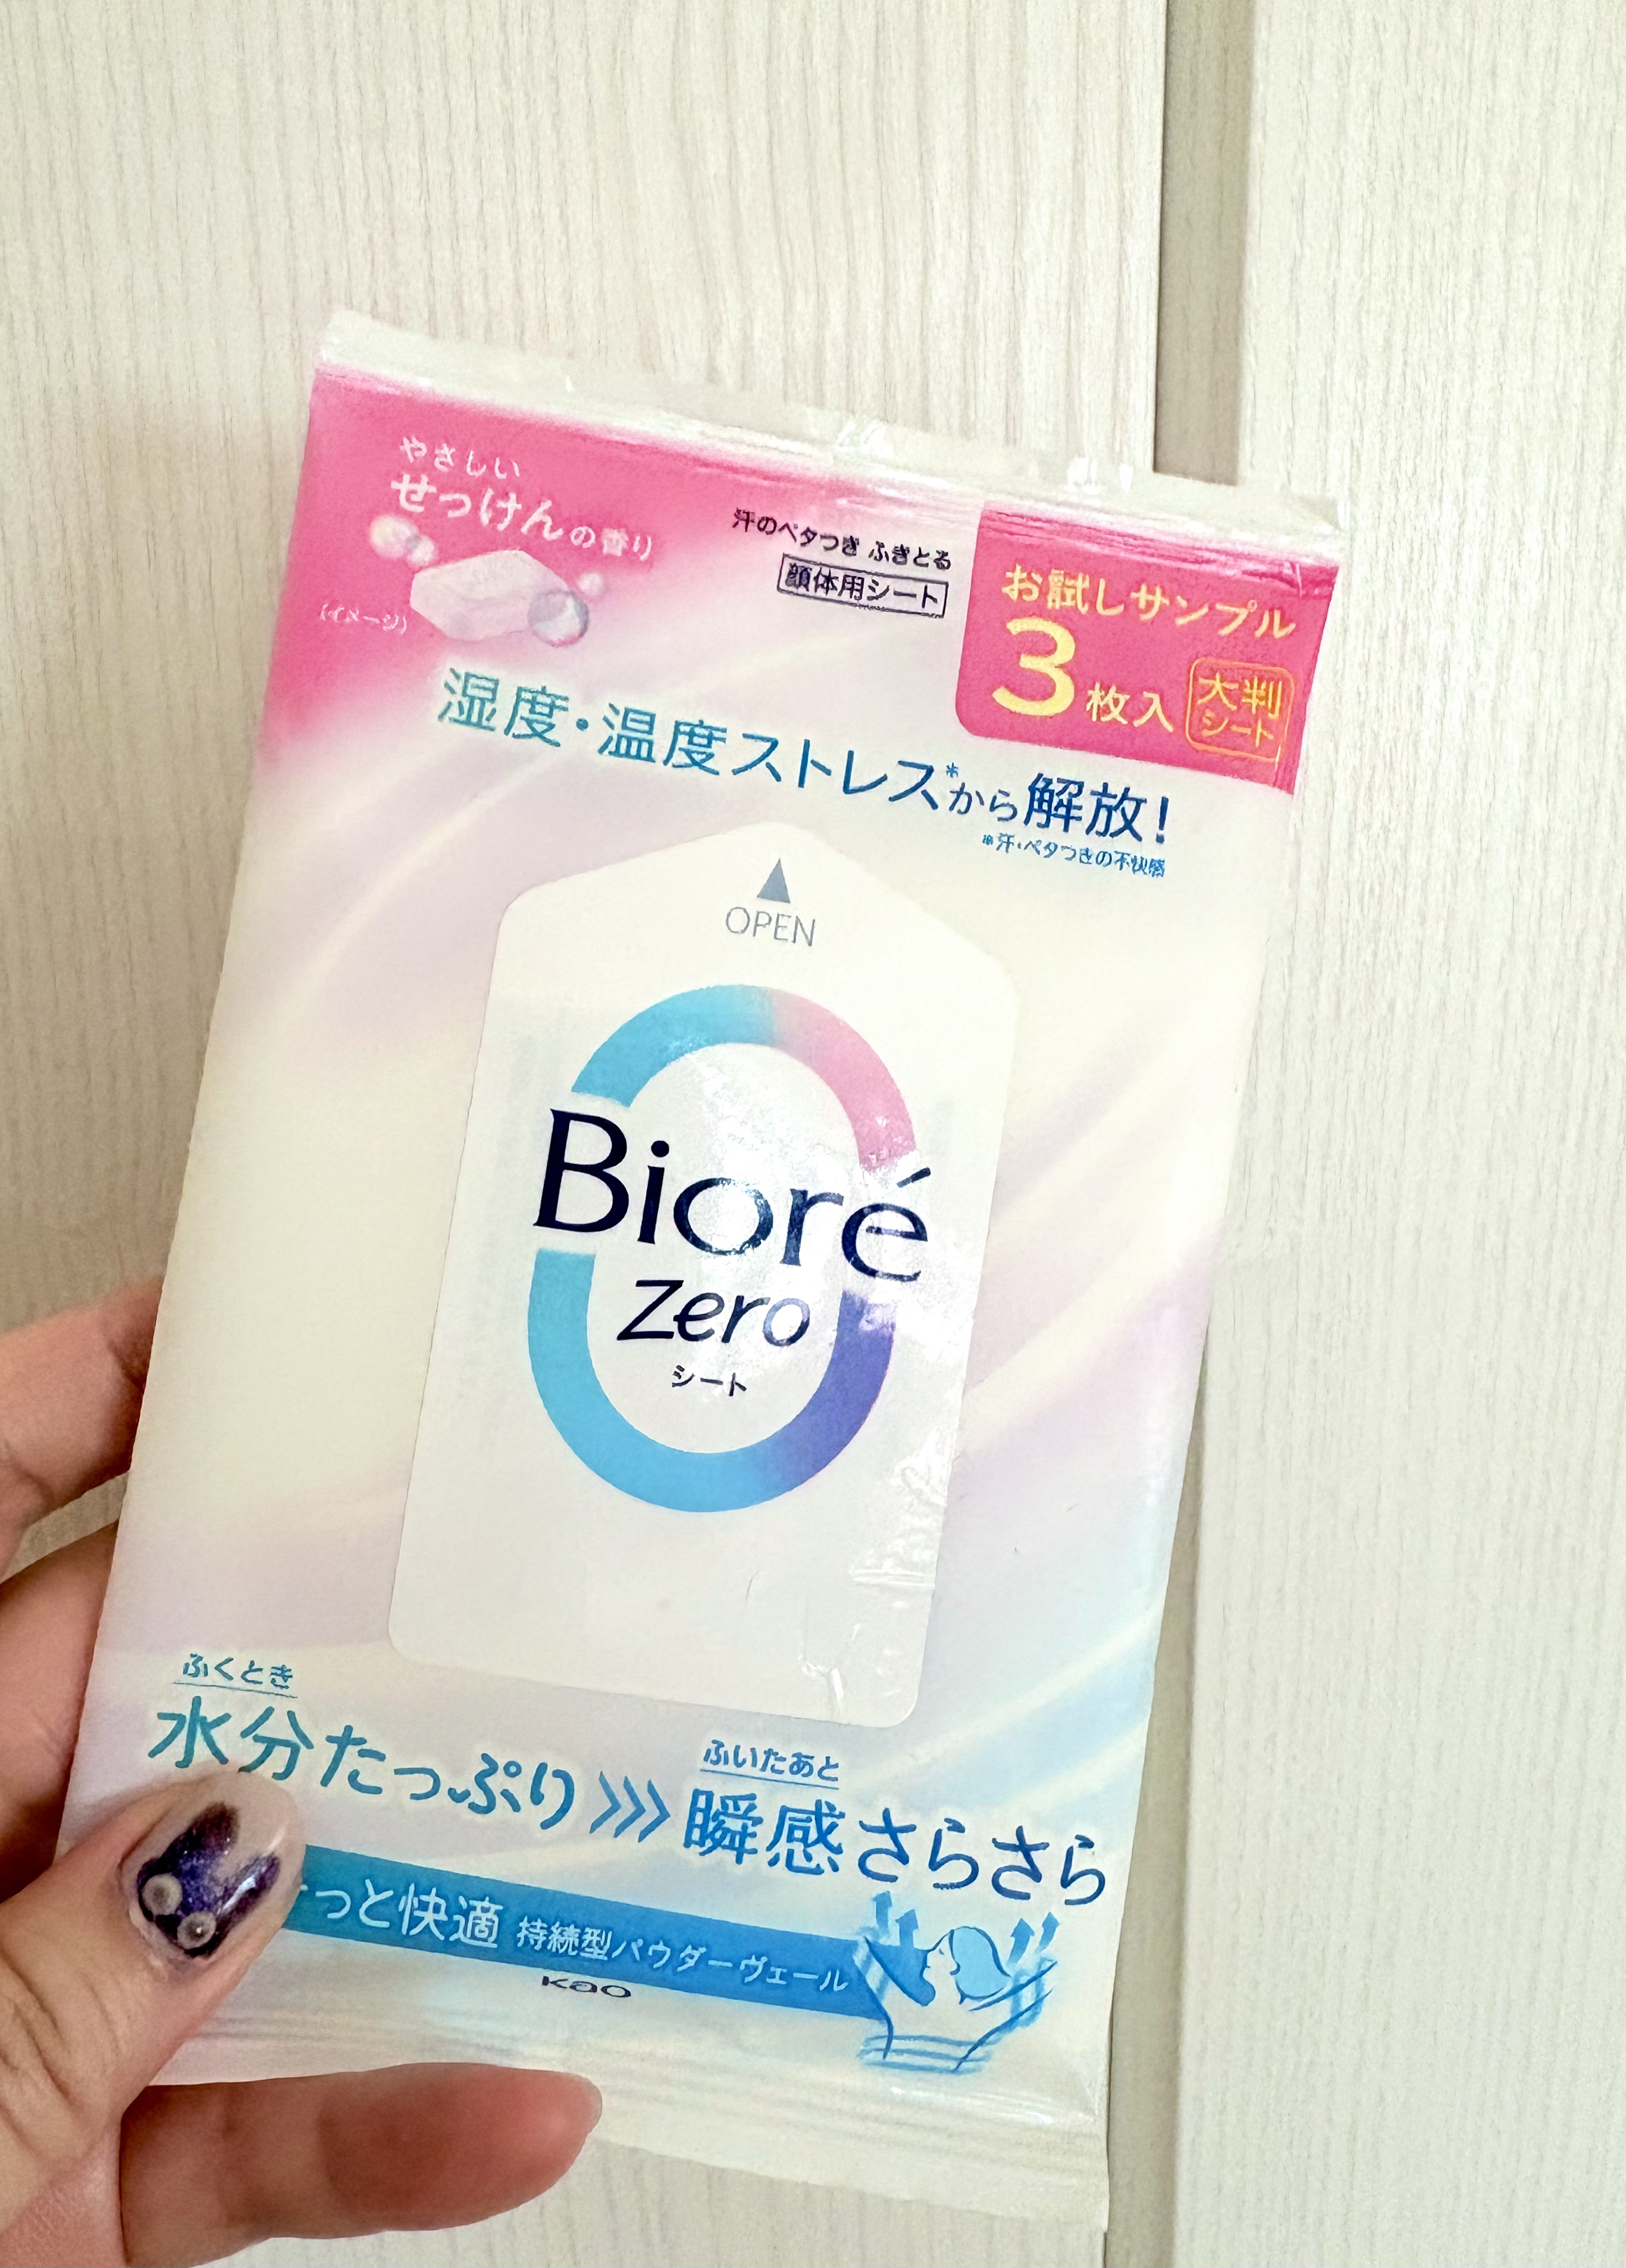 やさしい
せっけんの香り
(イメージ)
汗のベタつき ふきとる
顔体用シート
お試しサンプル
3枚入
大判
シート
湿度・温度ストレス*から解放!
*汗・ベタつきの不快感
OPEN
Bioré
Zero
シート
ふくとき
水分たっぷり
ふいたあと
瞬感さらさら
っと快適 持続型パウダーヴェール
Kao